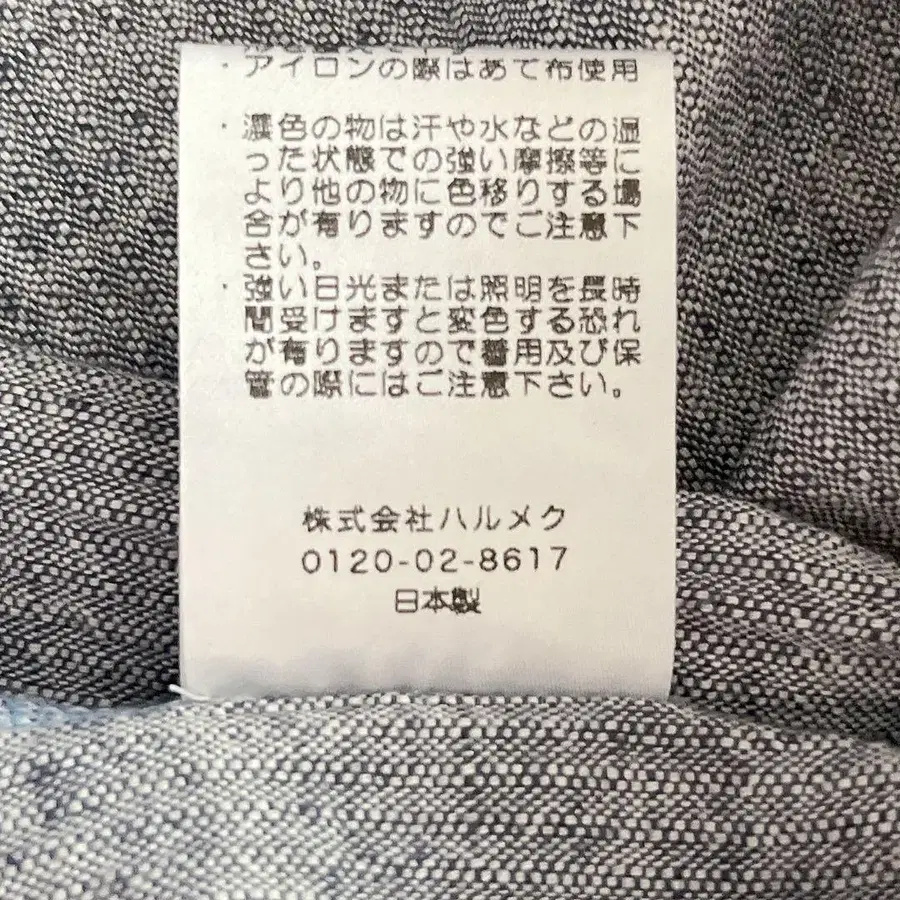 ・アイロンの際はあて布使用
・濃色の物は汗や水などの湿
った状態での強い摩擦等に
より他の物に色移りする場
合が有りますのでご注意下
さい。
・強い日光または照明を長時
間受けますと変色する恐れ
が有りますので着用及び保
管の際にはご注意下さい。
株式会社ハルメク
0120-02-8617
日本製